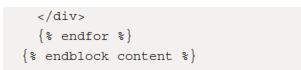 </div>
{% endfor %}
{% endblock content %}